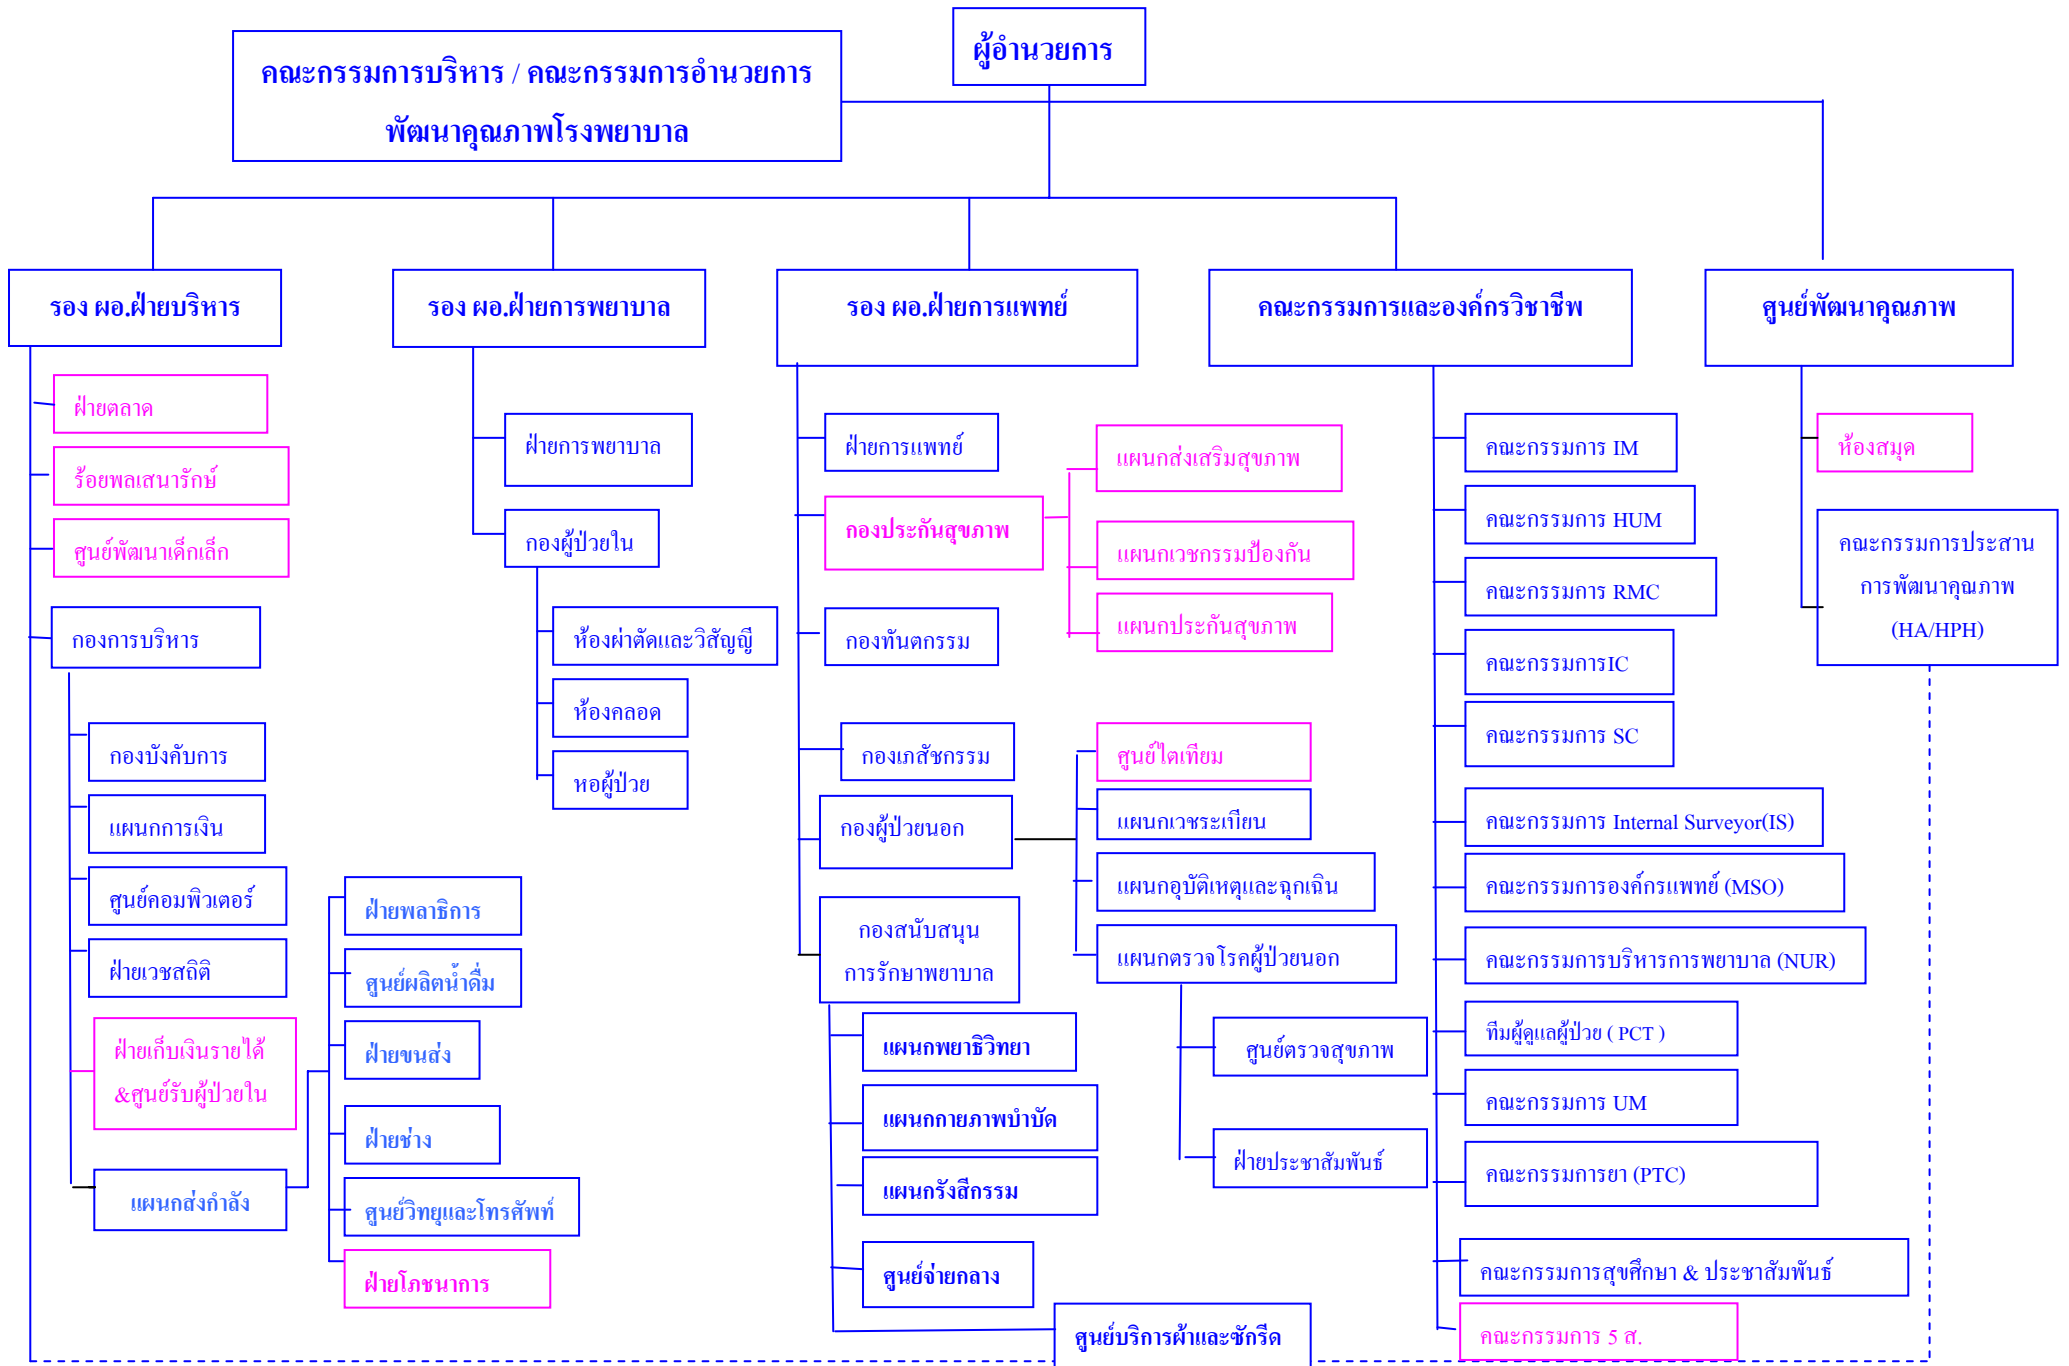 ผู้อำนวยการ
คณะกรรมการบริหาร / คณะกรรมการอำนวยการ
พัฒนาคุณภาพโรงพยาบาล
รอง ผอ.ฝ่ายบริหาร
รอง ผอ.ฝ่ายการพยาบาล
รอง ผอ.ฝ่ายการแพทย์
คณะกรรมการและองค์กรวิชาชีพ
ศูนย์พัฒนาคุณภาพ
ฝ่ายตลาด
ร้อยพลเสนารักษ์
ศูนย์พัฒนาเด็กเล็ก
กองการบริหาร
กองบังคับการ
แผนกการเงิน
ศูนย์คอมพิวเตอร์
ฝ่ายเวชสถิติ
ฝ่ายเก็บเงินรายได้
&ศูนย์รับผู้ป่วยใน
แผนกส่งกำลัง
ฝ่ายพลาธิการ
ศูนย์ผลิตน้ำดื่ม
ฝ่ายขนส่ง
ฝ่ายช่าง
ศูนย์วิทยุและโทรศัพท์
ฝ่ายโภชนาการ
ฝ่ายการพยาบาล
กองผู้ป่วยใน
ห้องผ่าตัดและวิสัญญี
ห้องคลอด
หอผู้ป่วย
ฝ่ายการแพทย์
กองประกันสุขภาพ
แผนกส่งเสริมสุขภาพ
แผนกเวชกรรมป้องกัน
แผนกประกันสุขภาพ
กองทันตกรรม
กองเภสัชกรรม
กองผู้ป่วยนอก
ศูนย์ไตเทียม
แผนกเวชระเบียน
แผนกอุบัติเหตุและฉุกเฉิน
แผนกตรวจโรคผู้ป่วยนอก
ศูนย์ตรวจสุขภาพ
ฝ่ายประชาสัมพันธ์
กองสนับสนุน
การรักษาพยาบาล
แผนกพยาธิวิทยา
แผนกกายภาพบำบัด
แผนกรังสีกรรม
ศูนย์จ่ายกลาง
ศูนย์บริการผ้าและซักรีด
คณะกรรมการ IM
คณะกรรมการ HUM
คณะกรรมการ RMC
คณะกรรมการIC
คณะกรรมการ SC
คณะกรรมการ Internal Surveyor(IS)
คณะกรรมการองค์กรแพทย์ (MSO)
คณะกรรมการบริหารการพยาบาล (NUR)
ทีมผู้ดูแลผู้ป่วย ( PCT )
คณะกรรมการ UM
คณะกรรมการยา (PTC)
คณะกรรมการสุขศึกษา & ประชาสัมพันธ์
คณะกรรมการ 5 ส.
ห้องสมุด
คณะกรรมการประสาน
การพัฒนาคุณภาพ
(HA/HPH)